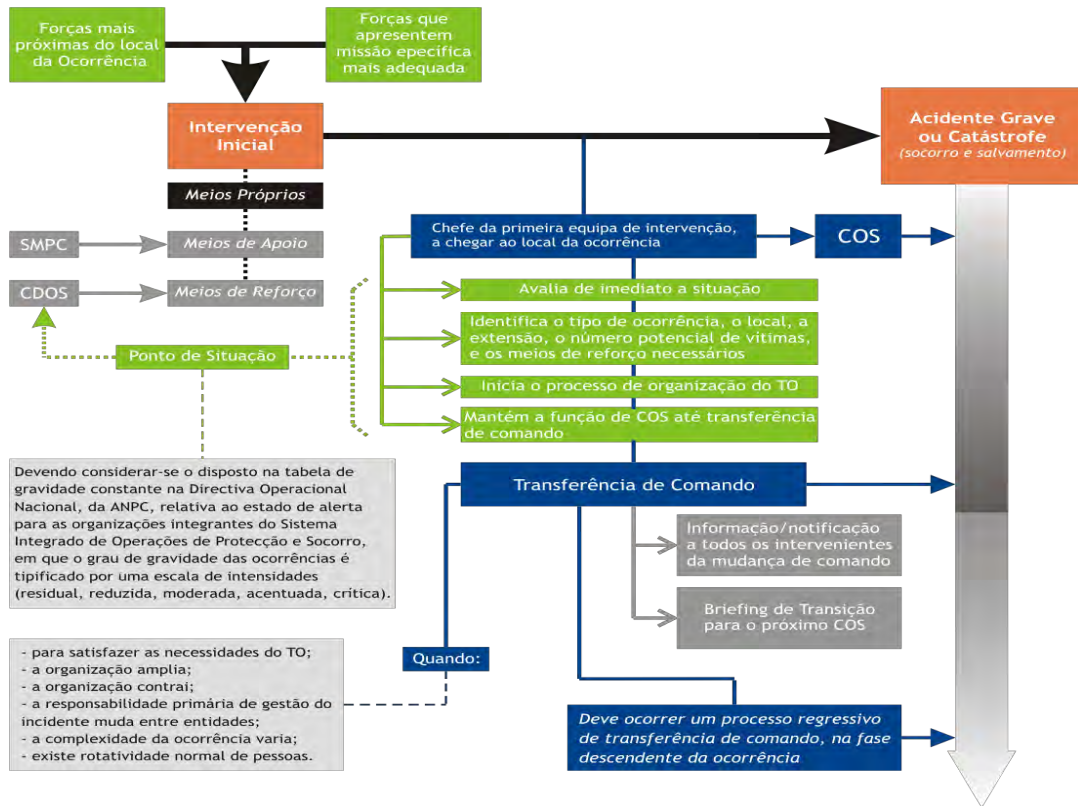 Forças mais
próximas do local
da Ocorrência
Forças que
apresentem
missão epecífica
mais adequada
Intervenção
Inicial
Acidente Grave
ou Catástrofe
(socorro e salvamento)
Meios Próprios
SMPC
Meios de Apoio
CDOS
Meios de Reforço
Chefe da primeira equipa de intervenção,
a chegar ao local da ocorrência
COS
Avalia de imediato a situação
Identifica o tipo de ocorrência, o local, a
extensão, o número potencial de vítimas,
e os meios de reforço necessários
Inicia o processo de organização do TO
Mantém a função de COS até transferência
de comando
Ponto de Situação
Devendo considerar-se o disposto na tabela de
gravidade constante na Directiva Operacional
Nacional, da ANPC, relativa ao estado de alerta
para as organizações integrantes do Sistema
Integrado de Operações de Protecção e Socorro,
em que o grau de gravidade das ocorrências é
tipificado por uma escala de intensidades
(residual, reduzida, moderada, acentuada, crítica).
Transferência de Comando
Informação/notificação
a todos os intervenientes
da mudança de comando
Briefing de Transição
para o próximo COS
Quando:
- para satisfazer as necessidades do TO;
- a organização amplia;
- a organização contrai;
- a responsabilidade primária de gestão do
incidente muda entre entidades;
- a complexidade da ocorrência varia;
- existe rotatividade normal de pessoas.
Deve ocorrer um processo regressivo
de transferência de comando, na fase
descendente da ocorrência